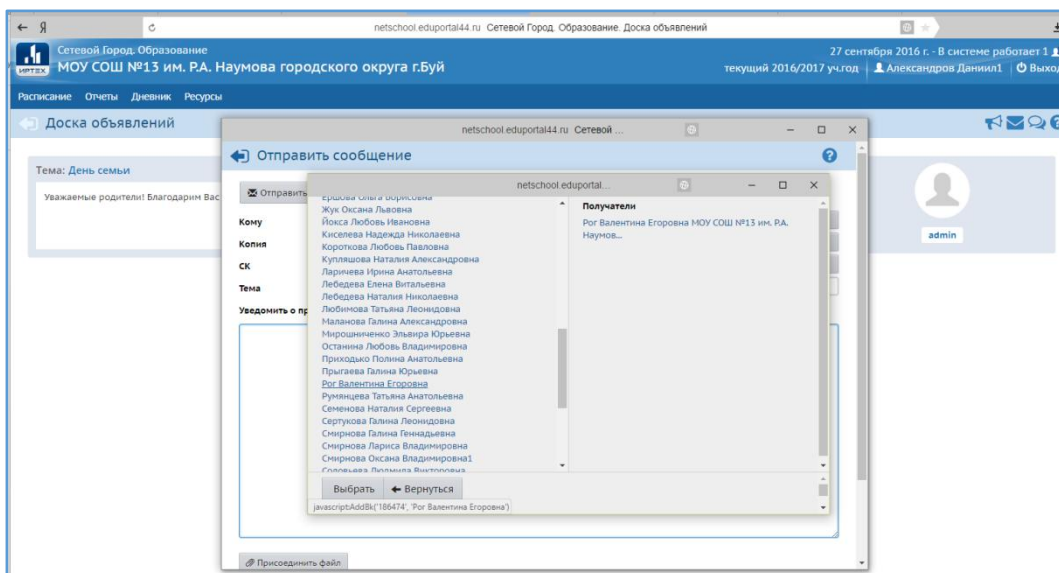 Я netschool.eduportal44.ru Сетевой Город. Образование. Доска объявлений
Сетевой Город. Образование
27 сентября 2016 г. - В системе работает 1
ИРТЕХ МОУ СОШ №13 им. Р.А. Наумова городского округа г.Буй
текущий 2016/2017 уч.год Александров Даниил1 Выход
Расписание Отчеты Дневник Ресурсы
Доска объявлений
Тема: День семьи
Уважаемые родители! Благодарим Вас
admin
netschool.eduportal44.ru Сетевой ...
Отправить сообщение
Отправить
Кому
Копия
СК
Тема
Уведомить о пр
Присоединить файл
netschool.eduportal...
Ершова Ольга Борисовна
Жук Оксана Львовна
Йокса Любовь Ивановна
Киселева Надежда Николаевна
Короткова Любовь Павловна
Купляшова Наталия Александровна
Ларичева Ирина Анатольевна
Лебедева Елена Витальевна
Лебедева Наталия Николаевна
Любимова Татьяна Леонидовна
Маланова Галина Александровна
Мирошниченко Эльвира Юрьевна
Останина Любовь Владимировна
Приходько Полина Анатольевна
Прыгаева Галина Юрьевна
Рог Валентина Егоровна
Румянцева Татьяна Анатольевна
Семенова Наталия Сергеевна
Сертукова Галина Леонидовна
Смирнова Галина Геннадьевна
Смирнова Лариса Владимировна
Смирнова Оксана Владимировна1
Соловьева Людмила Викторовна
Получатели
Рог Валентина Егоровна МОУ СОШ №13 им. Р.А.
Наумов...
Выбрать Вернуться
javascript:AddBk('186474', 'Рог Валентина Егоровна')